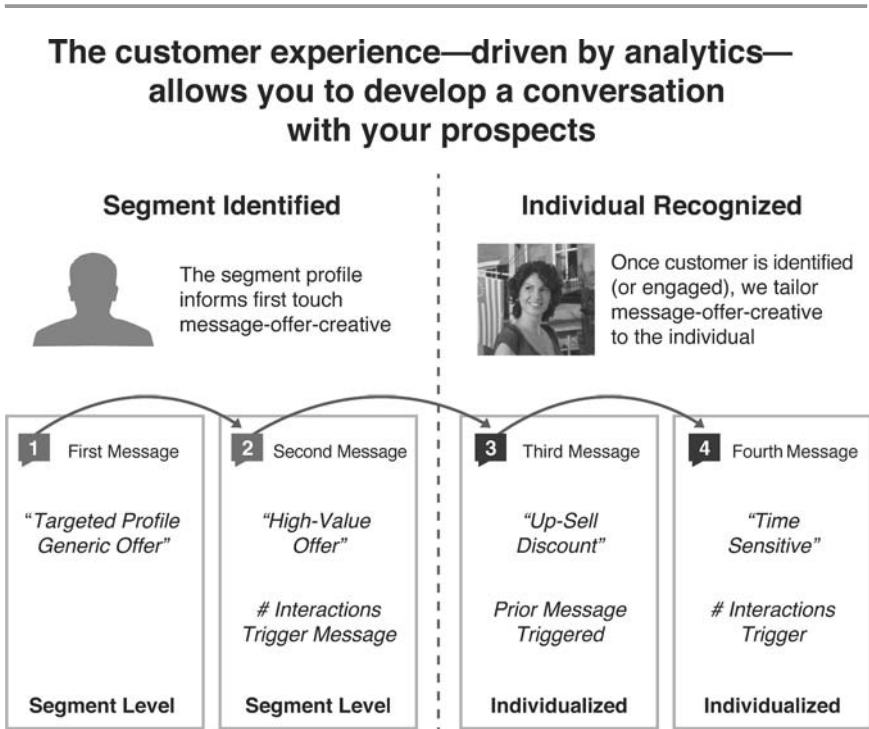 The customer experience—driven by analytics—
allows you to develop a conversation
with your prospects
Segment Identified
The segment profile
informs first touch
message-offer-creative
Individual Recognized
Once customer is identified
(or engaged), we tailor
message-offer-creative
to the individual
1 First Message
“Targeted Profile
Generic Offer”
Segment Level
2 Second Message
“High-Value
Offer”
# Interactions
Trigger Message
Segment Level
3 Third Message
“Up-Sell
Discount”
Prior Message
Triggered
Individualized
4 Fourth Message
“Time
Sensitive”
# Interactions
Trigger
Individualized